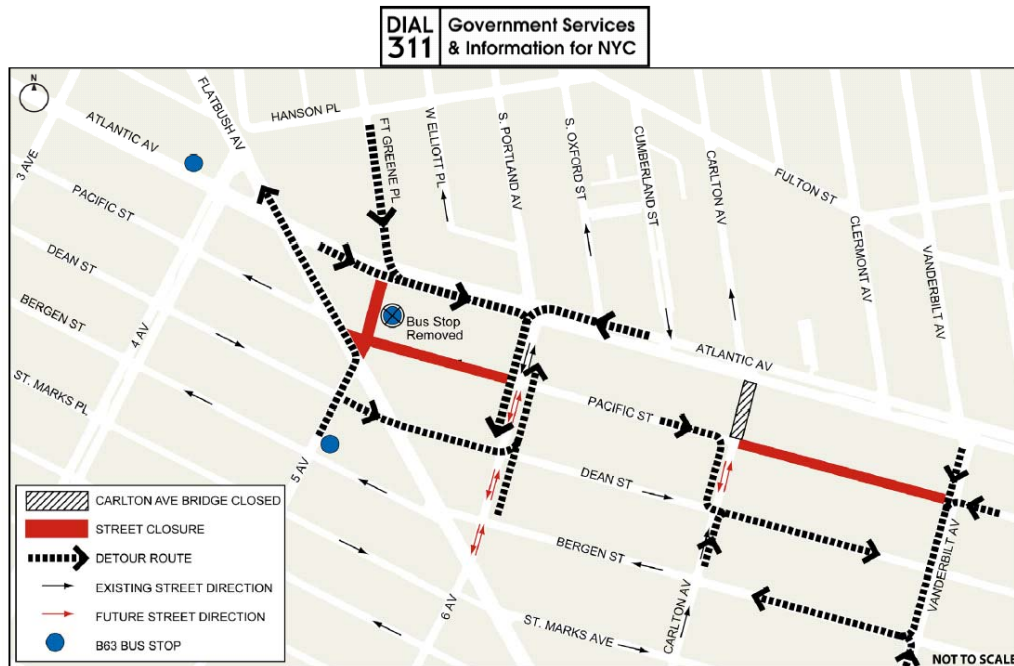 DIAL
311
Government Services
& Information for NYC
N
3 AVE
ATLANTIC AV
FLATBUSH AV
HANSON PL
FT GREENE PL
W ELLIOTT PL
S. PORTLAND AV
S. OXFORD ST
CUMBERLAND ST
CARLTON AV
FULTON ST
CLERMONT AV
VANDERBILT AV
PACIFIC ST
DEAN ST
BERGEN ST
ST. MARKS PL
4 AV
5 AV
Bus Stop
Removed
ATLANTIC AV
PACIFIC ST
DEAN ST
BERGEN ST
ST. MARKS AVE
6 AV
CARLTON AV
VANDERBILT AV
CARLTON AVE BRIDGE CLOSED
STREET CLOSURE
DETOUR ROUTE
EXISTING STREET DIRECTION
FUTURE STREET DIRECTION
B63 BUS STOP
NOT TO SCALE